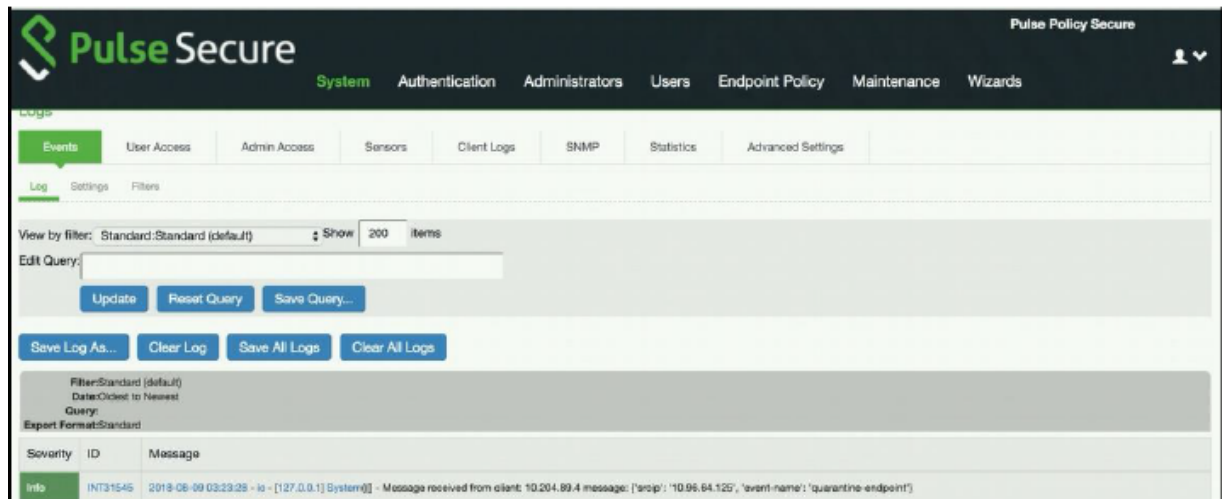 Pulse Policy Secure
Pulse Secure
System Authentication Administrators Users Endpoint Policy Maintenance Wizards
Logs
Events User Access Admin Access Sensors Client Logs SNMP Statistics Advanced Settings
Log Settings Filters
View by filter: Standard:Standard (default) Show 200 items
Edit Query:
Update Reset Query Save Query...
Save Log As... Clear Log Save All Logs Clear All Logs
Filter:Standard (default)
Date:Oldest to Newest
Query:
Export Format:Standard
Severity ID Message
Info INT31545 2018-08-09 03:23:28 - ic - [127.0.0.1] System()[] - Message received from client: 10.204.89.4 message: {'srcip': '10.96.64.125', 'event-name': 'quarantine-endpoint'}